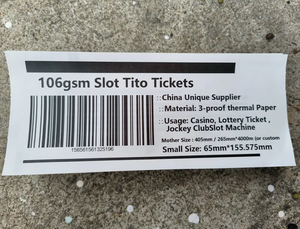 106gsm Slot Tito Tickets
::China Unique Supplier
::Material: 3-proof thermal Paper
::Usage: Casino, Lottery Ticket ,
Jockey ClubSlot Machine
Mother Size : 405mm / 265mm*4000m (or custom
Small Size: 65mm*155.575mm
156561561325196